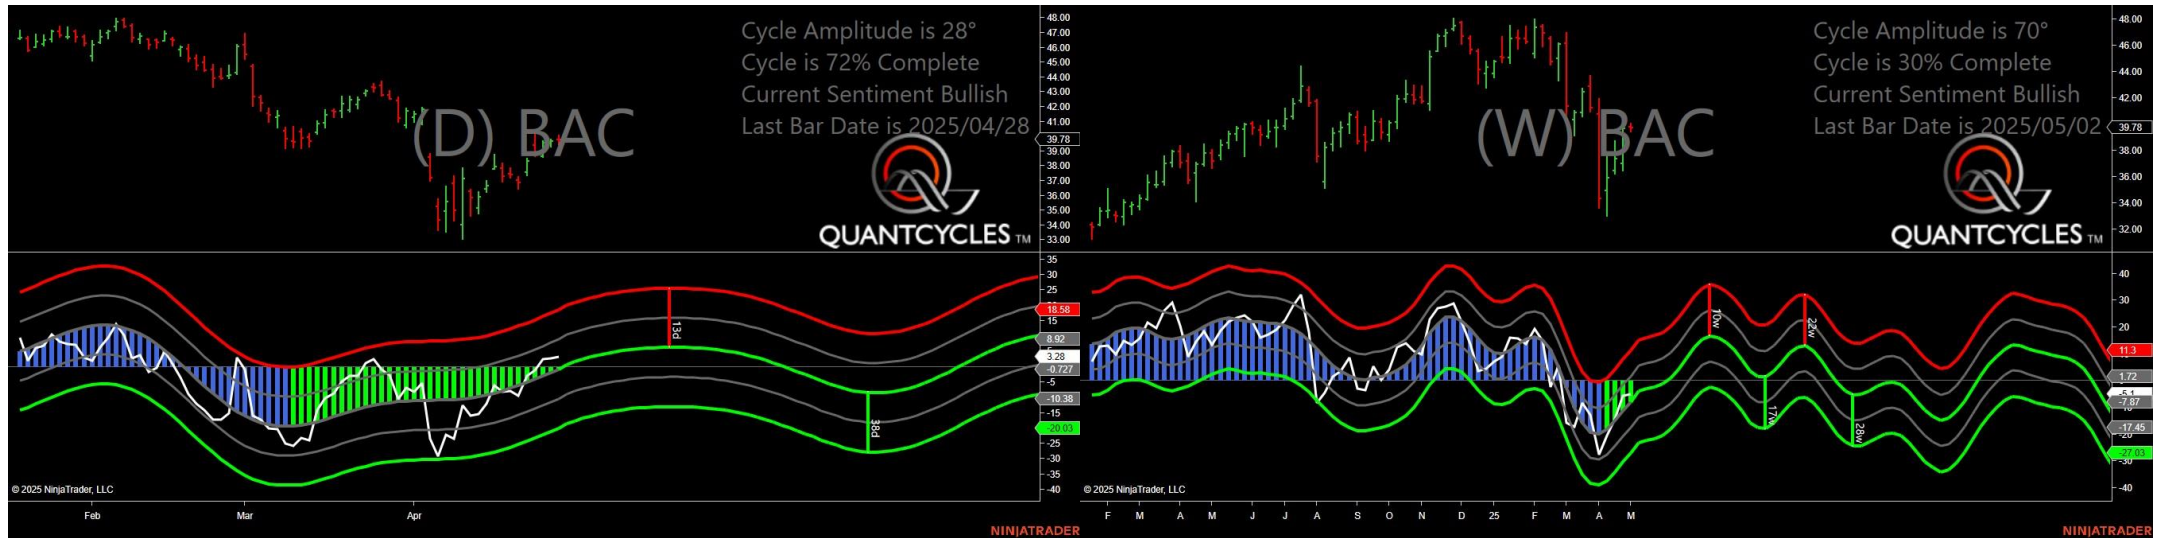 Cycle Amplitude is 28°
Cycle is 72% Complete
Current Sentiment Bullish
Last Bar Date is 2025/04/28
(D) BAC
QUANTCYCLES TM
48.00
47.00
46.00
45.00
44.00
43.00
42.00
41.00
39.78
39.00
38.00
37.00
36.00
35.00
34.00
33.00
35
30
25
18.58
15
8.92
3.28
-0.727
-5
-10.38
-15
-20.03
-25
-30
-35
-40
13d
38d
© 2025 NinjaTrader, LLC
Feb Mar Apr
NINJATRADER
Cycle Amplitude is 70°
Cycle is 30% Complete
Current Sentiment Bullish
Last Bar Date is 2025/05/02
(W) BAC
QUANTCYCLES TM
48.00
46.00
44.00
42.00
39.78
38.00
36.00
34.00
32.00
40
30
20
11.3
1.72
-7.87
-17.45
-27.03
-40
10w
22w
17w
28w
© 2025 NinjaTrader, LLC
F M A M J J A S O N D 25 F M A M
NINJATRADER